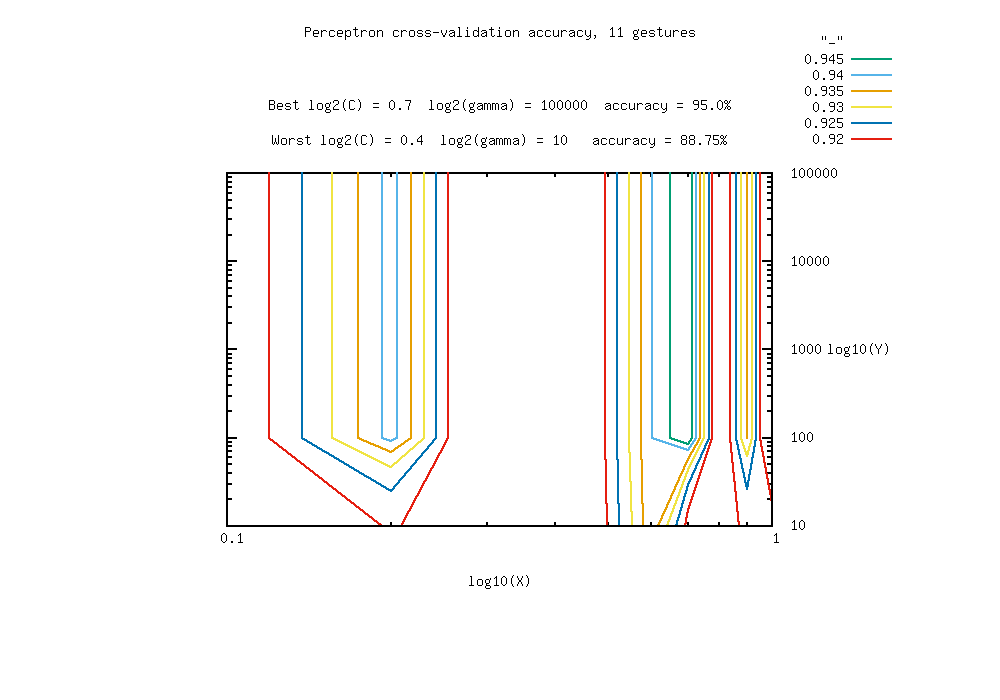 Perceptron cross-validation accuracy, 11 gestures
"_"
0.945
0.94
0.935
0.93
0.925
0.92
Best log2(C) = 0.7 log2(gamma) = 100000 accuracy = 95.0%
Worst log2(C) = 0.4 log2(gamma) = 10 accuracy = 88.75%
100000
10000
1000 log10(Y)
100
10
0.1 1
log10(X)